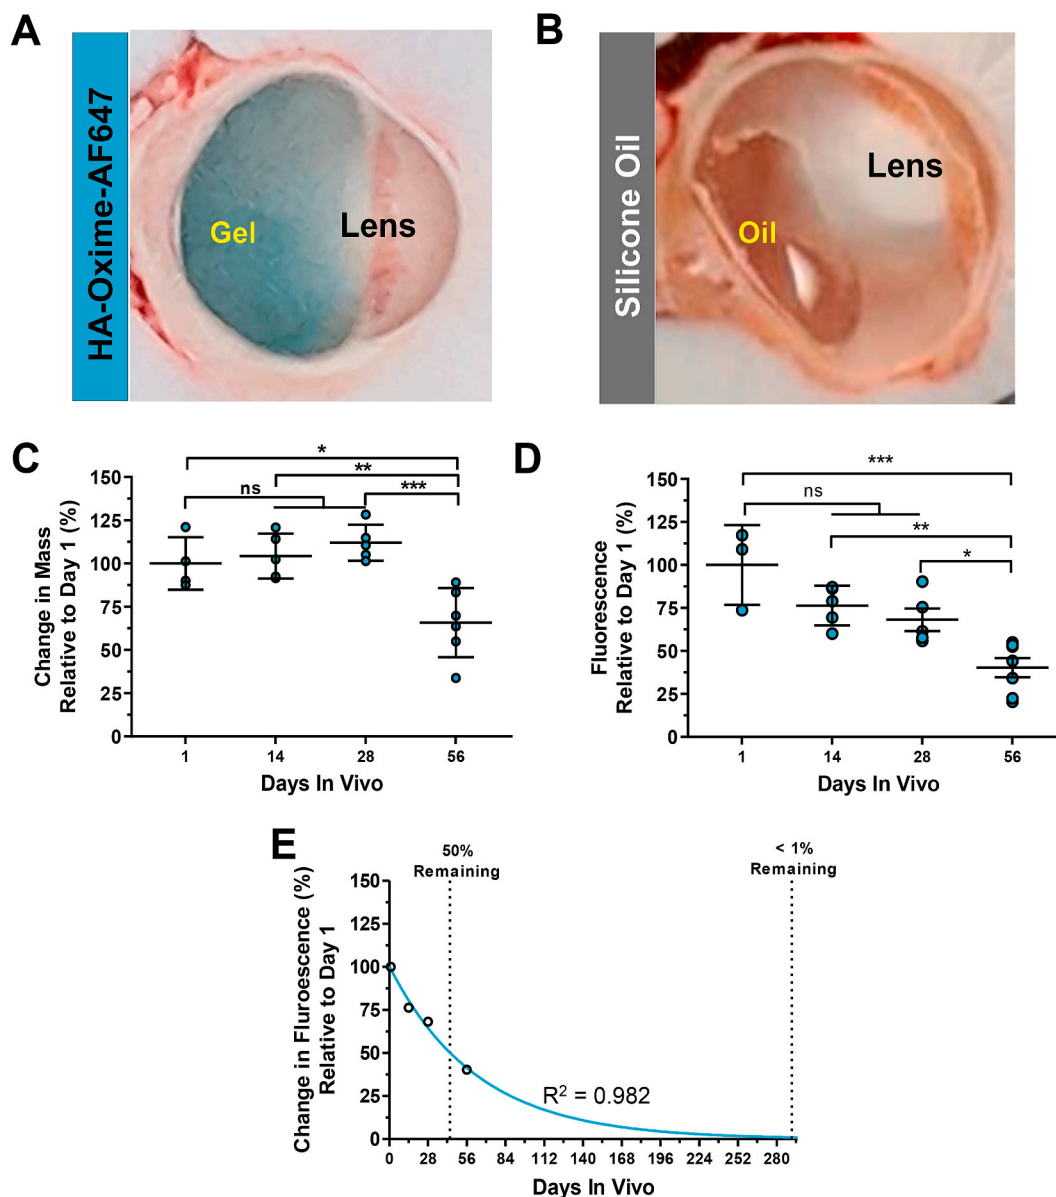 A
HA-Oxime-AF647
Gel
Lens
B
Silicone Oil
Oil
Lens
C
Change in Mass
Relative to Day 1 (%)
150
125
100
75
50
25
0
*
**
ns
***
1 14 28 56
Days In Vivo
D
Fluorescence
Relative to Day 1 (%)
150
125
100
75
50
25
0
***
ns
**
*
1 14 28 56
Days In Vivo
E
50%
Remaining
< 1%
Remaining
Change in Fluroescence (%)
Relative to Day 1
150
125
100
75
50
25
0
R² = 0.982
0 28 56 84 112 140 168 196 224 252 280
Days In Vivo